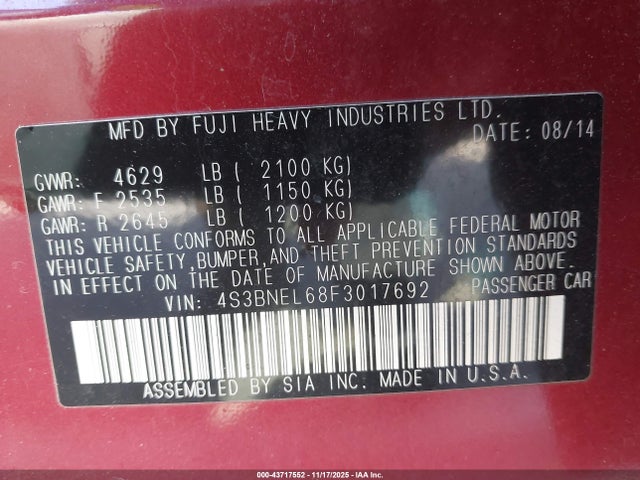 MFD BY FUJI HEAVY INDUSTRIES LTD.
DATE: 08/14
GVWR: 4629 LB ( 2100 KG)
GAWR: F 2535 LB ( 1150 KG)
GAWR: R 2645 LB ( 1200 KG)
THIS VEHICLE CONFORMS TO ALL APPLICABLE FEDERAL MOTOR
VEHICLE SAFETY, BUMPER, AND THEFT PREVENTION STANDARDS
IN EFFECT ON THE DATE OF MANUFACTURE SHOWN ABOVE.
VIN: 4S3BNEL68F3017692 PASSENGER CAR
ASSEMBLED BY SIA INC. MADE IN U.S.A.
000-43717552 - 11/17/2025 - IAA Inc.